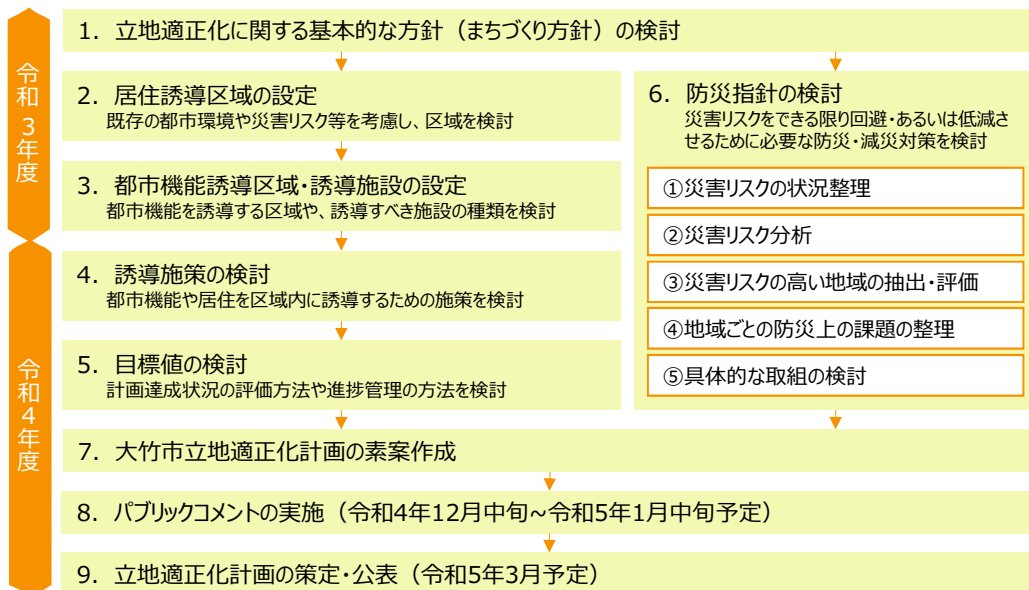 令和3年度
令和4年度
1. 立地適正化に関する基本的な方針（まちづくり方針）の検討
2. 居住誘導区域の設定
既存の都市環境や災害リスク等を考慮し、区域を検討
3. 都市機能誘導区域・誘導施設の設定
都市機能を誘導する区域や、誘導すべき施設の種類を検討
4. 誘導施策の検討
都市機能や居住を区域内に誘導するための施策を検討
5. 目標値の検討
計画達成状況の評価方法や進捗管理の方法を検討
6. 防災指針の検討
災害リスクをできる限り回避・あるいは低減さ
せるために必要な防災・減災対策を検討
①災害リスクの状況整理
②災害リスク分析
③災害リスクの高い地域の抽出・評価
④地域ごとの防災上の課題の整理
⑤具体的な取組の検討
7. 大竹市立地適正化計画の素案作成
8. パブリックコメントの実施（令和4年12月中旬~令和5年1月中旬予定）
9. 立地適正化計画の策定・公表（令和5年3月予定）